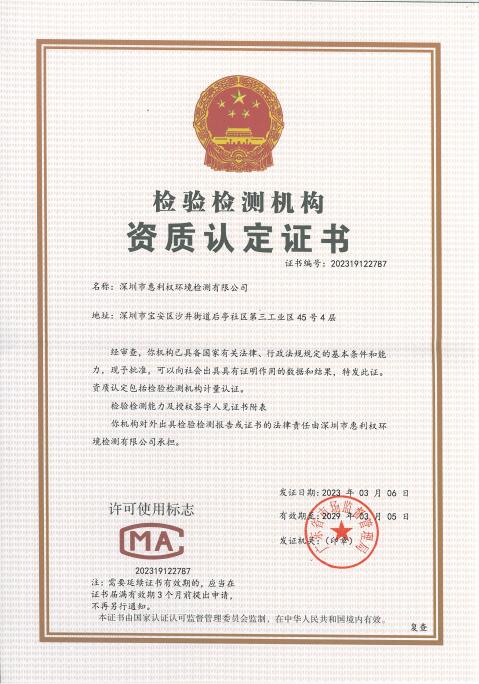 检验检测机构
资质认定证书
证书编号：202319122787
名称：深圳市惠利权环境检测有限公司
地址：深圳市宝安区沙井街道后亭社区第三工业区45号4层
经审查，你机构已具备国家有关法律、行政法规规定的基本条件和能
力，现予批准，可以向社会出具具有证明作用的数据和结果，特发此证。
资质认定包括检验检测机构计量认证。
检验检测能力及授权签字人见证书附表
你机构对外出具检验检测报告或证书的法律责任由深圳市惠利权环
境检测有限公司承担。
发证日期：2023 年 03 月 06 日
有效期至：2029 年 03 月 05 日
发证机关：（印章）
广东省市场监督管理局
许可使用标志
CMA
202319122787
注：需要延续证书有效期的，应当在
证书届满有效期3个月前提出申请，
不再另行通知。
本证书由国家认证认可监督管理委员会监制，在中华人民共和国境内有效。
复查